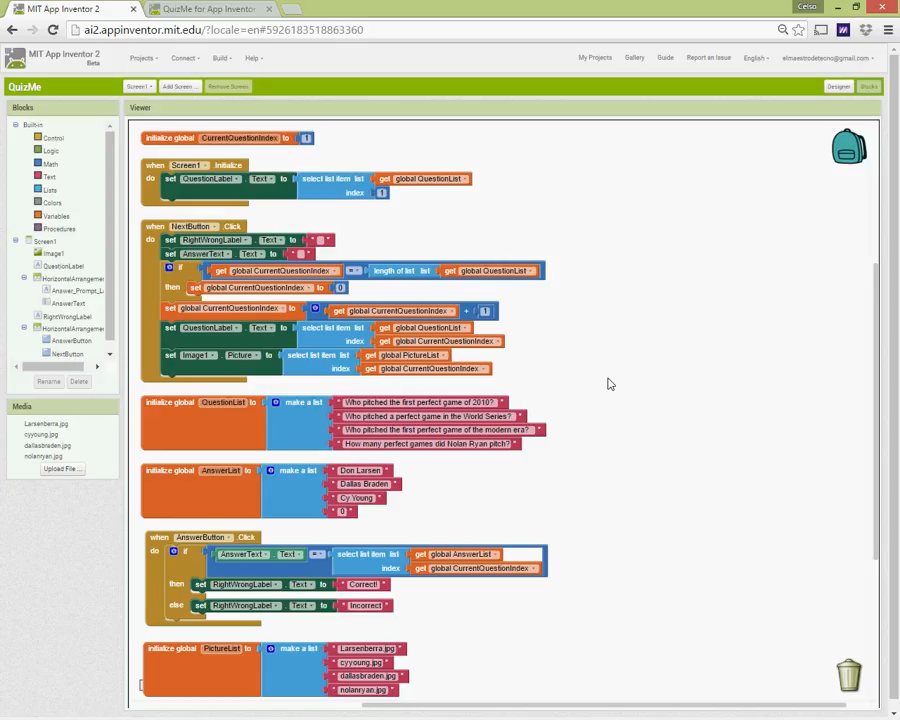 MIT App Inventor 2
QuizMe for App Inventor
Celso
ai2.appinventor.mit.edu/?locale=en#5926183518863360
MIT App Inventor 2
Beta
Projects
Connect
Build
Help
My Projects
Gallery
Guide
Report an Issue
English
elmaestrodetecno@gmail.com
QuizMe
Screen1
Add Screen ...
Remove Screen
Designer
Blocks
Blocks
Viewer
Built-in
Control
Logic
Math
Text
Lists
Colors
Variables
Procedures
Screen1
Image1
QuestionLabel
HorizontalArrangeme
Answer_Prompt_L
AnswerText
RightWrongLabel
HorizontalArrangeme
AnswerButton
NextButton
Rename
Delete
Media
Larsenberra.jpg
cyyoung.jpg
dallasbraden.jpg
nolanryan.jpg
Upload File ...
initialize global CurrentQuestionIndex to 1
when Screen1 .Initialize
do set QuestionLabel . Text to select list item list get global QuestionList
index 1
when NextButton .Click
do set RightWrongLabel . Text to " "
set AnswerText . Text to " "
if get global CurrentQuestionIndex = length of list list get global QuestionList
then set global CurrentQuestionIndex to 0
set global CurrentQuestionIndex to get global CurrentQuestionIndex + 1
set QuestionLabel . Text to select list item list get global QuestionList
index get global CurrentQuestionIndex
set Image1 . Picture to select list item list get global PictureList
index get global CurrentQuestionIndex
initialize global QuestionList to make a list " Who pitched the first perfect game of 2010? "
" Who pitched a perfect game in the World Series? "
" Who pitched the first perfect game of the modern era? "
" How many perfect games did Nolan Ryan pitch? "
initialize global AnswerList to make a list " Don Larsen "
" Dallas Braden "
" Cy Young "
" 0 "
when AnswerButton .Click
do if AnswerText . Text = select list item list get global AnswerList
index get global CurrentQuestionIndex
then set RightWrongLabel . Text to " Correct! "
else set RightWrongLabel . Text to " Incorrect "
initialize global PictureList to make a list " Larsenberra.jpg "
" cyyoung.jpg "
" dallasbraden.jpg "
" nolanryan.jpg "